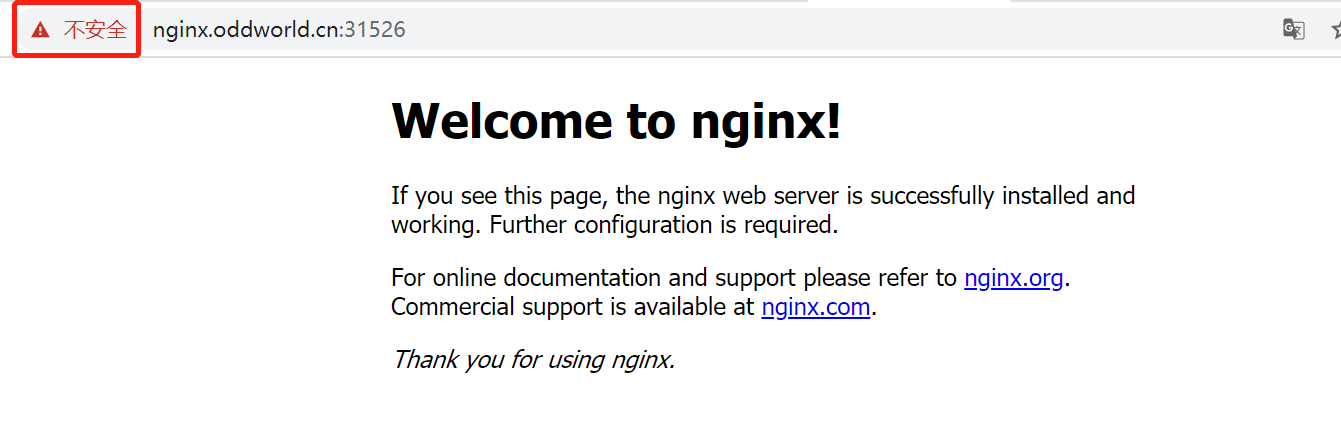 不安全 nginx.oddworld.cn:31526
Welcome to nginx!
If you see this page, the nginx web server is successfully installed and
working. Further configuration is required.
For online documentation and support please refer to nginx.org.
Commercial support is available at nginx.com.
Thank you for using nginx.